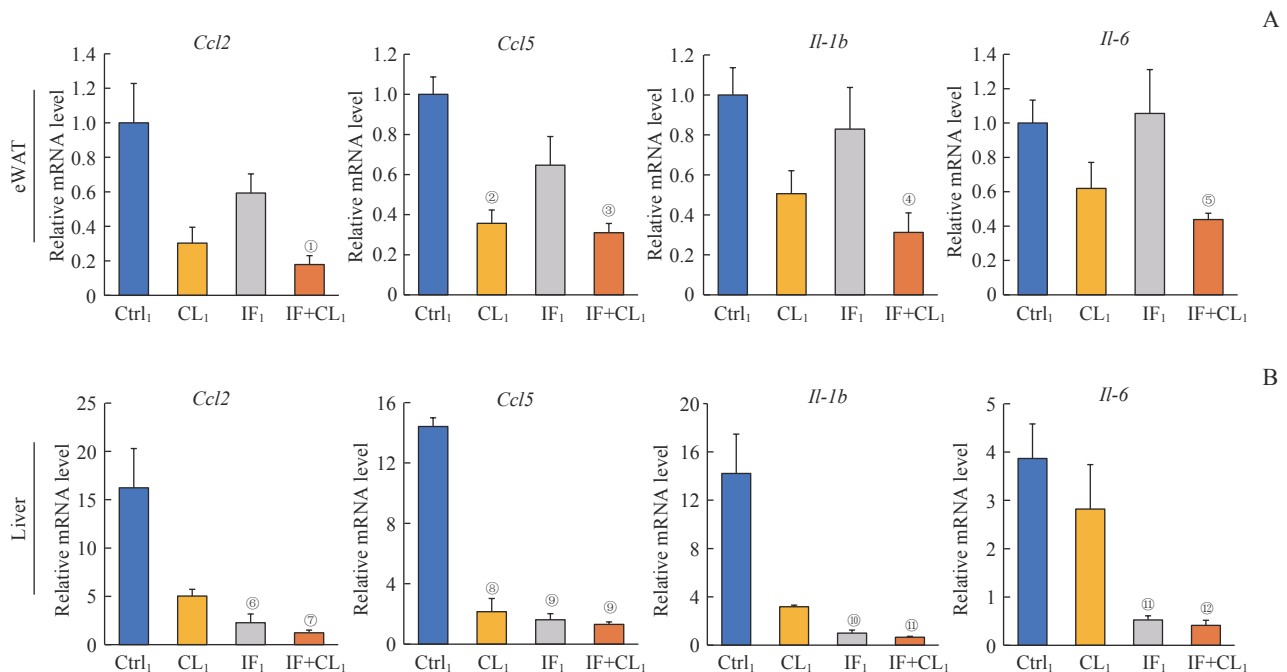 A
Ccl2
Ccl5
Il-1b
Il-6
eWAT
Relative mRNA level
1.4
1.2
1.0
0.8
0.6
0.4
0.2
0
①
Ctrl₁ CL₁ IF₁ IF+CL₁
Relative mRNA level
1.2
1.0
0.8
0.6
0.4
0.2
0
②
③
Ctrl₁ CL₁ IF₁ IF+CL₁
Relative mRNA level
1.2
1.0
0.8
0.6
0.4
0.2
0
④
Ctrl₁ CL₁ IF₁ IF+CL₁
Relative mRNA level
1.4
1.2
1.0
0.8
0.6
0.4
0.2
0
⑤
Ctrl₁ CL₁ IF₁ IF+CL₁
B
Ccl2
Ccl5
Il-1b
Il-6
Liver
Relative mRNA level
25
20
15
10
5
0
⑥
⑦
Ctrl₁ CL₁ IF₁ IF+CL₁
Relative mRNA level
16
12
8
4
0
⑧
⑨
⑨
Ctrl₁ CL₁ IF₁ IF+CL₁
Relative mRNA level
20
16
12
8
4
0
⑩
⑪
Ctrl₁ CL₁ IF₁ IF+CL₁
Relative mRNA level
5
4
3
2
1
0
⑪
⑫
Ctrl₁ CL₁ IF₁ IF+CL₁